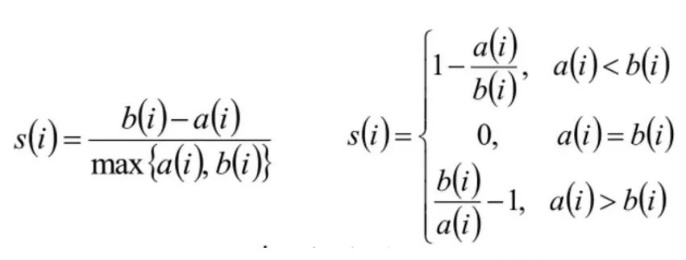 s(i)= b(i)−a(i) / max{a(i), b(i)}
s(i)= { 1− a(i)/b(i), a(i)<b(i)
0, a(i)=b(i)
b(i)/a(i) −1, a(i)>b(i)